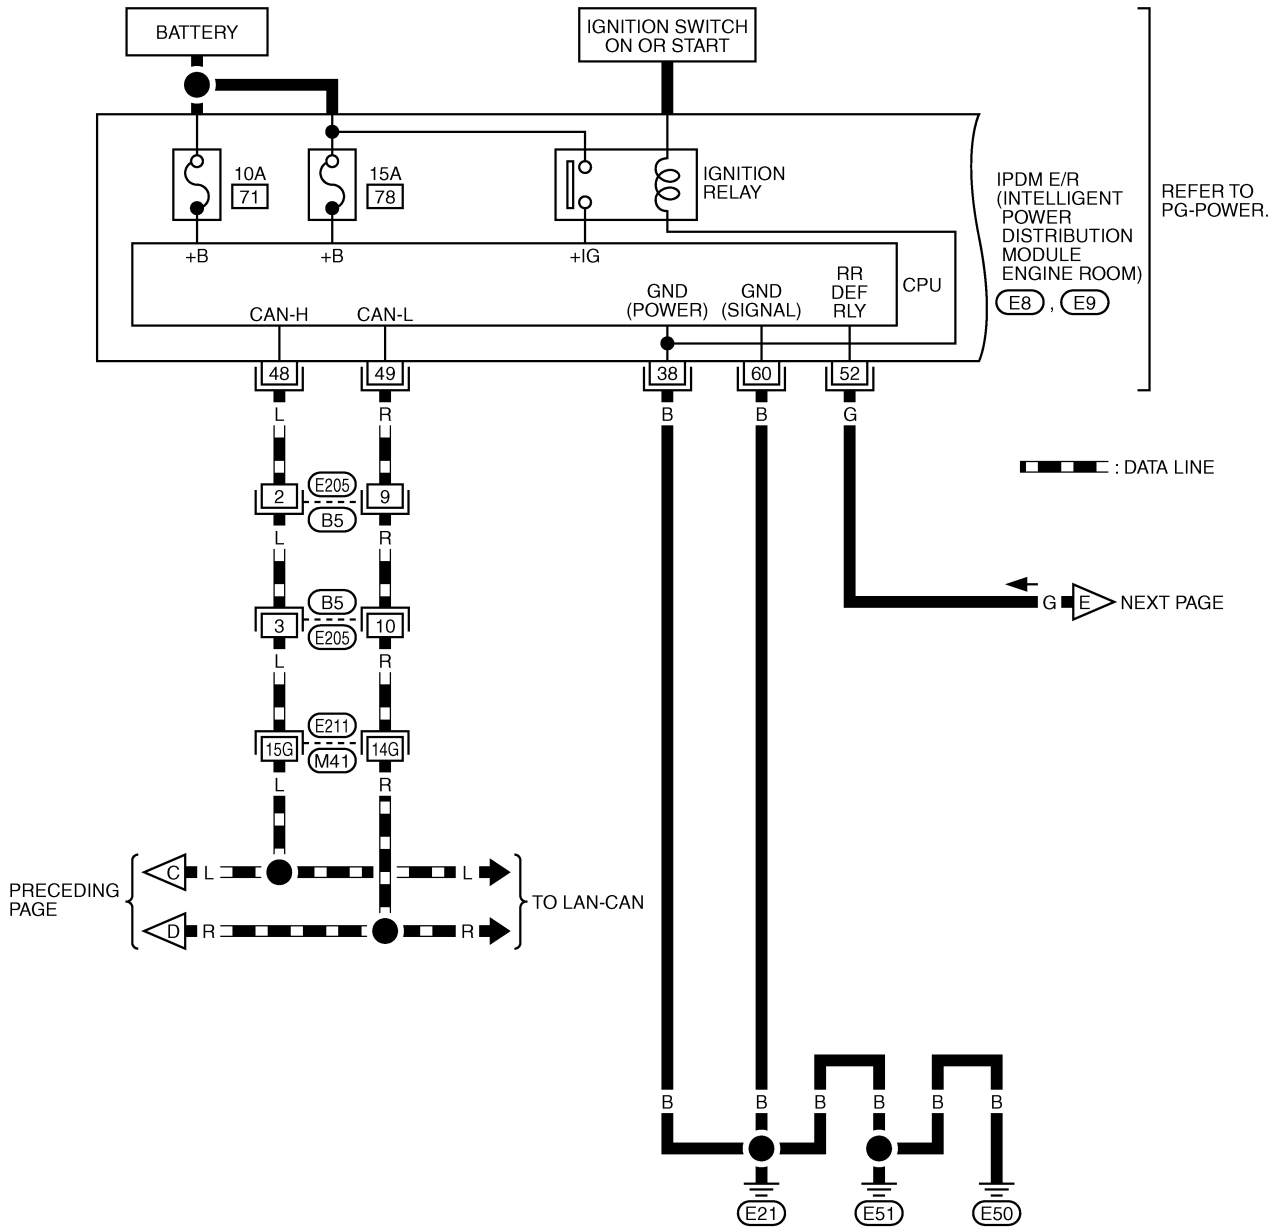 BATTERY
IGNITION SWITCH
ON OR START
10A
71
15A
78
IGNITION
RELAY
IPDM E/R
(INTELLIGENT
POWER
DISTRIBUTION
MODULE
ENGINE ROOM)
E8 , E9
REFER TO
PG-POWER.
+B
+B
+IG
CPU
CAN-H
CAN-L
GND
(POWER)
GND
(SIGNAL)
RR
DEF
RLY
48
49
38
60
52
L
R
B
B
G
: DATA LINE
2
E205
B5
9
L
R
3
B5
E205
10
G
E
NEXT PAGE
L
R
15G
E211
M41
14G
L
R
PRECEDING
PAGE
C
L
L
D
R
R
TO LAN-CAN
B
B
B
B
B
B
E21
E51
E50